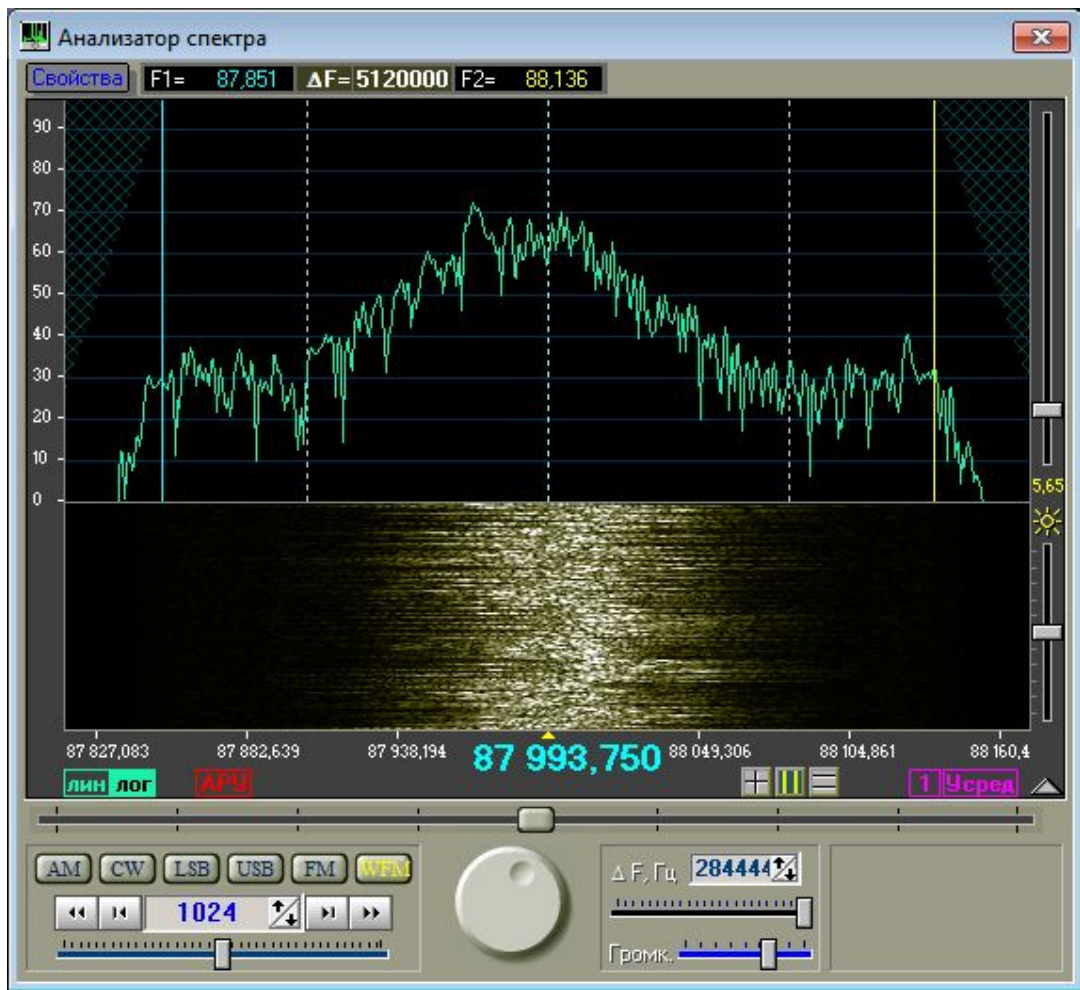 Анализатор спектра
Свойства F1= 87,851 ΔF= 5120000 F2= 88,136
90
80
70
60
50
40
30
20
10
0
5,65
87 827,083 87 882,639 87 938,194 87 993,750 88 049,306 88 104,861 88 160,4
лин лог АРУ 1 Усред
AM CW LSB USB FM WFM
Δ F, Гц 284444
1024
Громк.